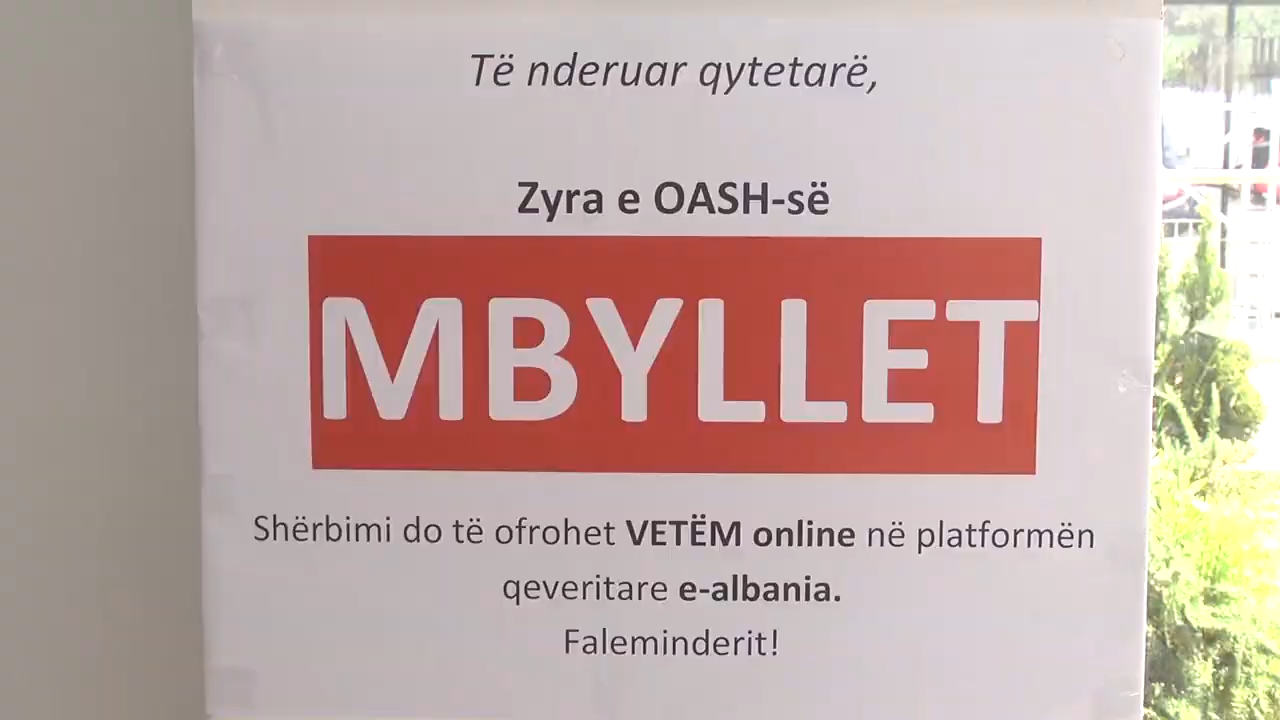 Të nderuar qytetarë,
Zyra e OASH-së
MBYLLET
Shërbimi do të ofrohet VETËM online në platformën
qeveritare e-albania.
Faleminderit!